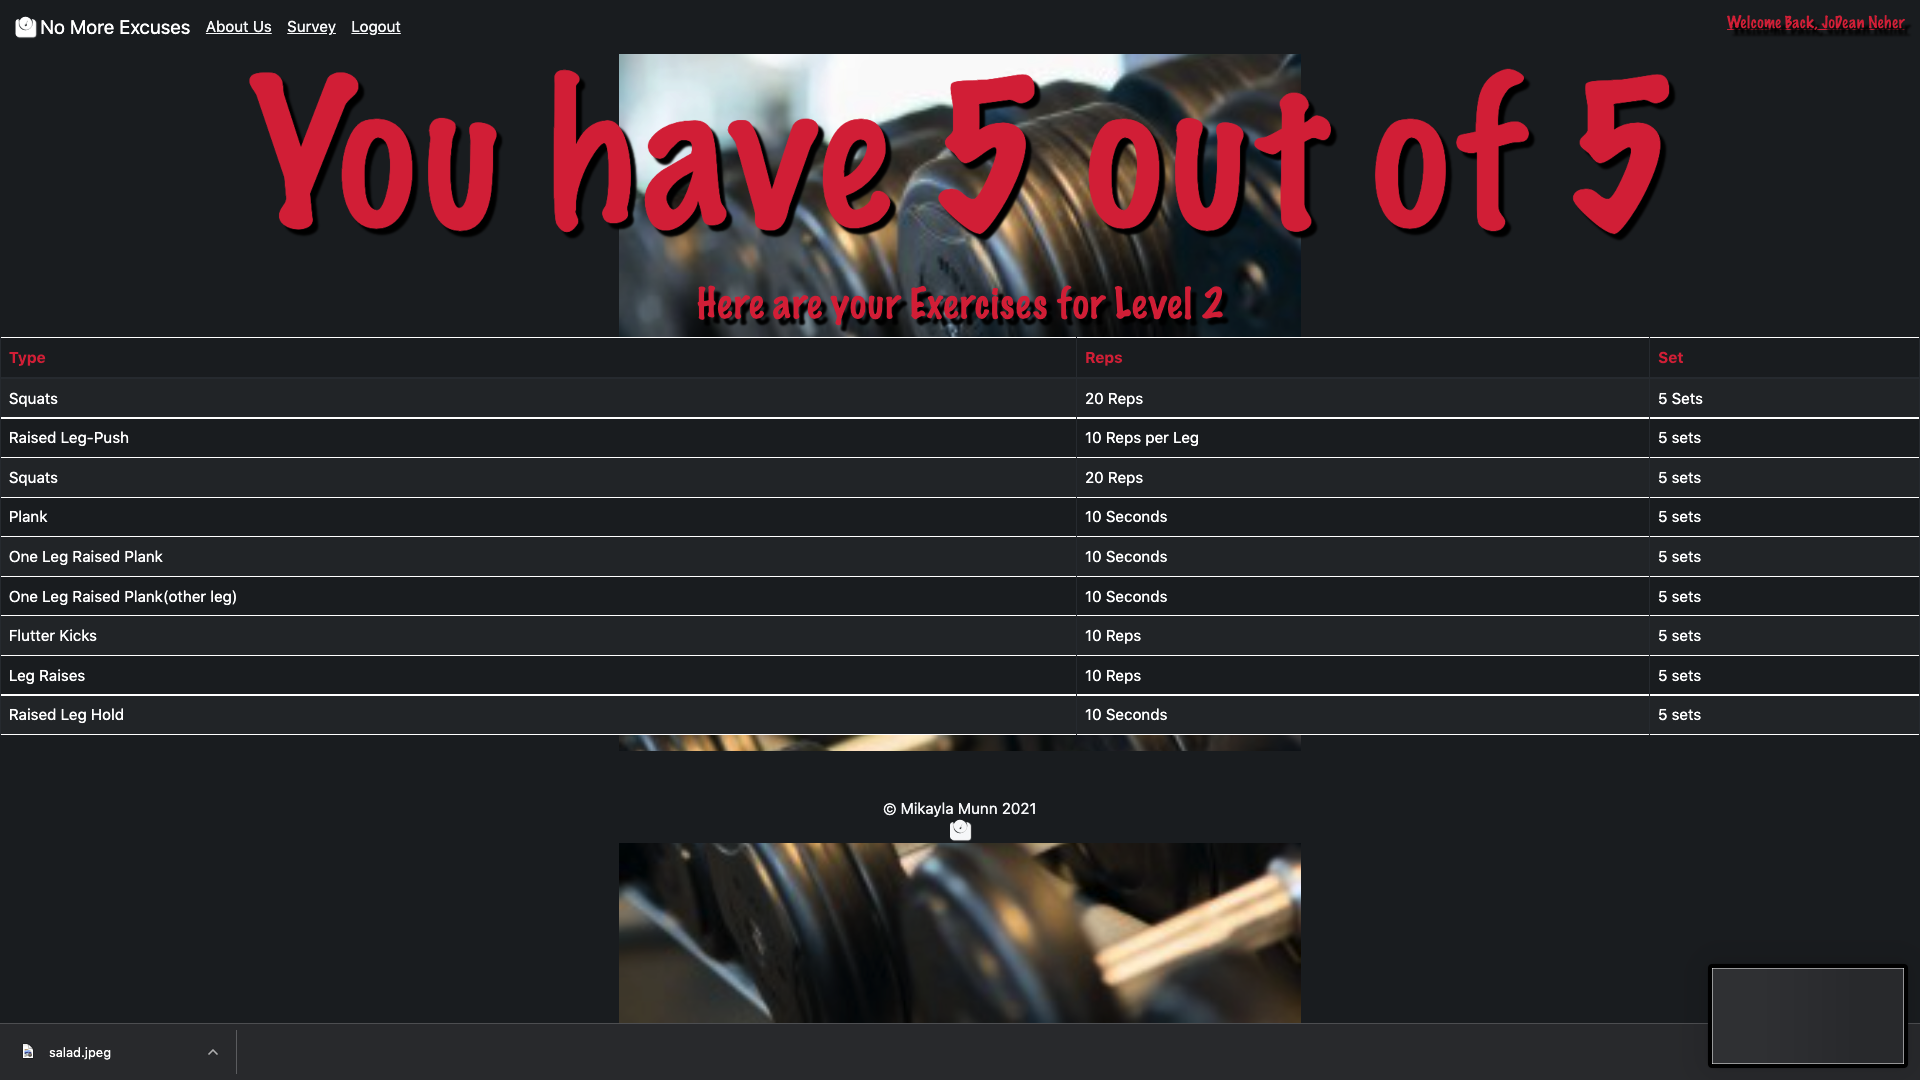 No More Excuses About Us Survey Logout
Welcome Back, JoDean Neher
You have 5 out of 5
Here are your Exercises for Level 2
Type Reps Set
Squats 20 Reps 5 Sets
Raised Leg-Push 10 Reps per Leg 5 sets
Squats 20 Reps 5 sets
Plank 10 Seconds 5 sets
One Leg Raised Plank 10 Seconds 5 sets
One Leg Raised Plank(other leg) 10 Seconds 5 sets
Flutter Kicks 10 Reps 5 sets
Leg Raises 10 Reps 5 sets
Raised Leg Hold 10 Seconds 5 sets
© Mikayla Munn 2021
salad.jpeg